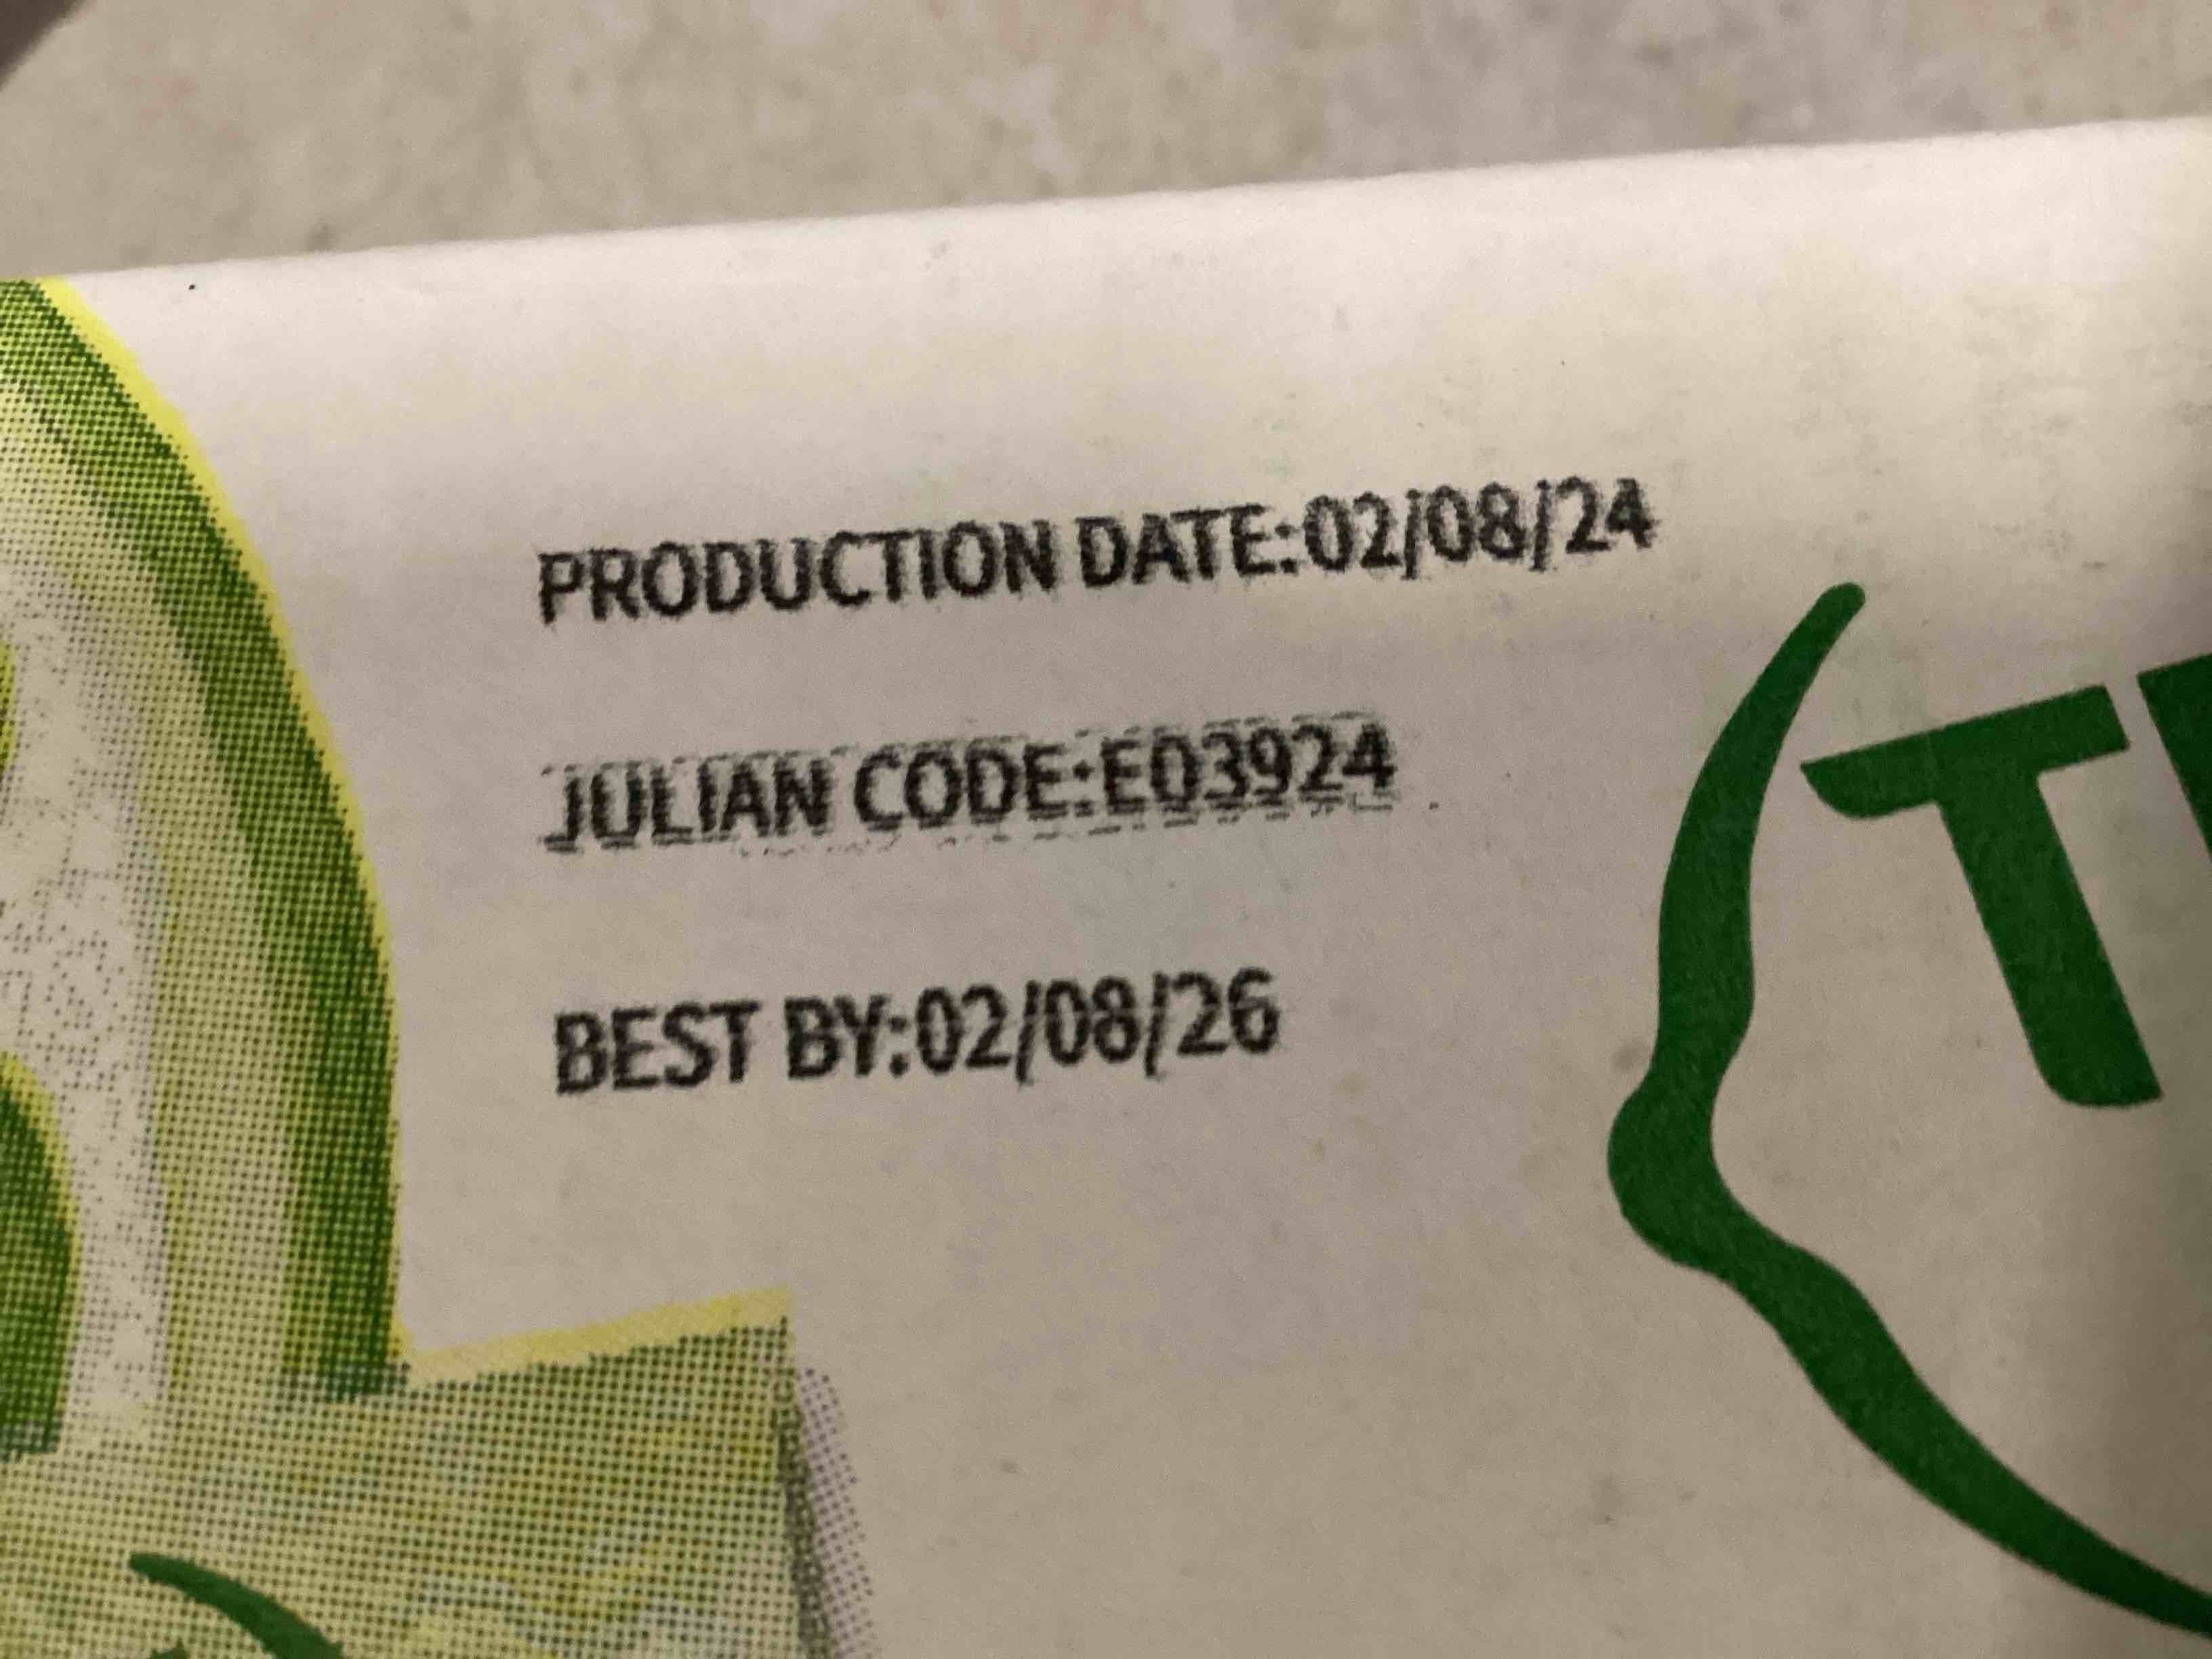 PRODUCTION DATE:02/08/24
JULIAN CODE:E03924
BEST BY:02/08/26